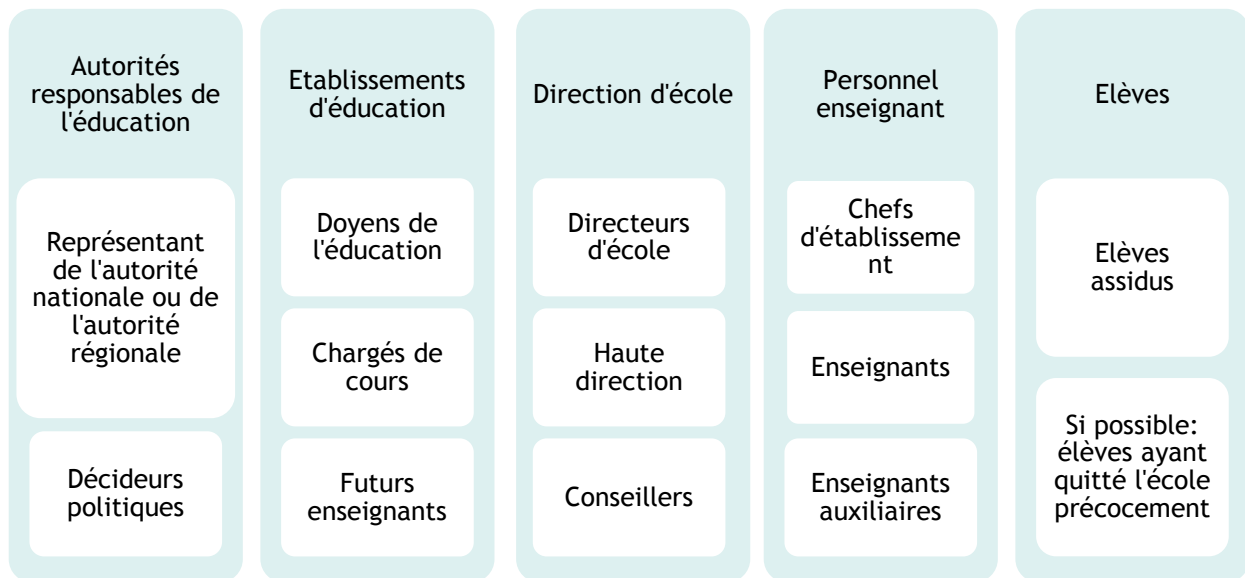 Autorités
responsables de
l'éducation
Représentant
de l'autorité
nationale ou de
l'autorité
régionale
Décideurs
politiques
Etablissements
d'éducation
Doyens de
l'éducation
Chargés de
cours
Futurs
enseignants
Direction d'école
Directeurs
d'école
Haute
direction
Conseillers
Personnel
enseignant
Chefs
d'établisseme
nt
Enseignants
Enseignants
auxiliaires
Elèves
Elèves
assidus
Si possible:
élèves ayant
quitté l'école
précocement